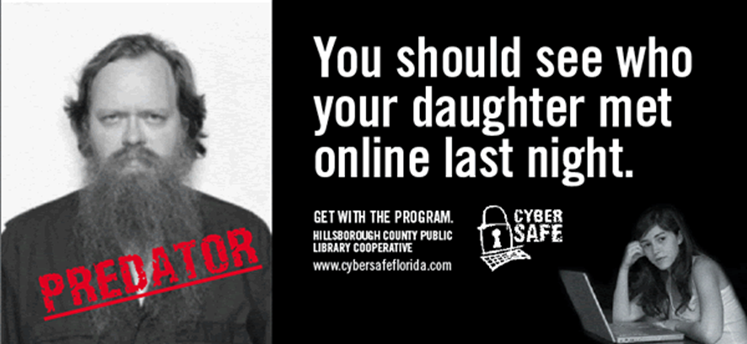 PREDATOR
You should see who
your daughter met
online last night.
GET WITH THE PROGRAM.
HILLSBOROUGH COUNTY PUBLIC
LIBRARY COOPERATIVE
www.cybersafeflorida.com
CYBER
SAFE